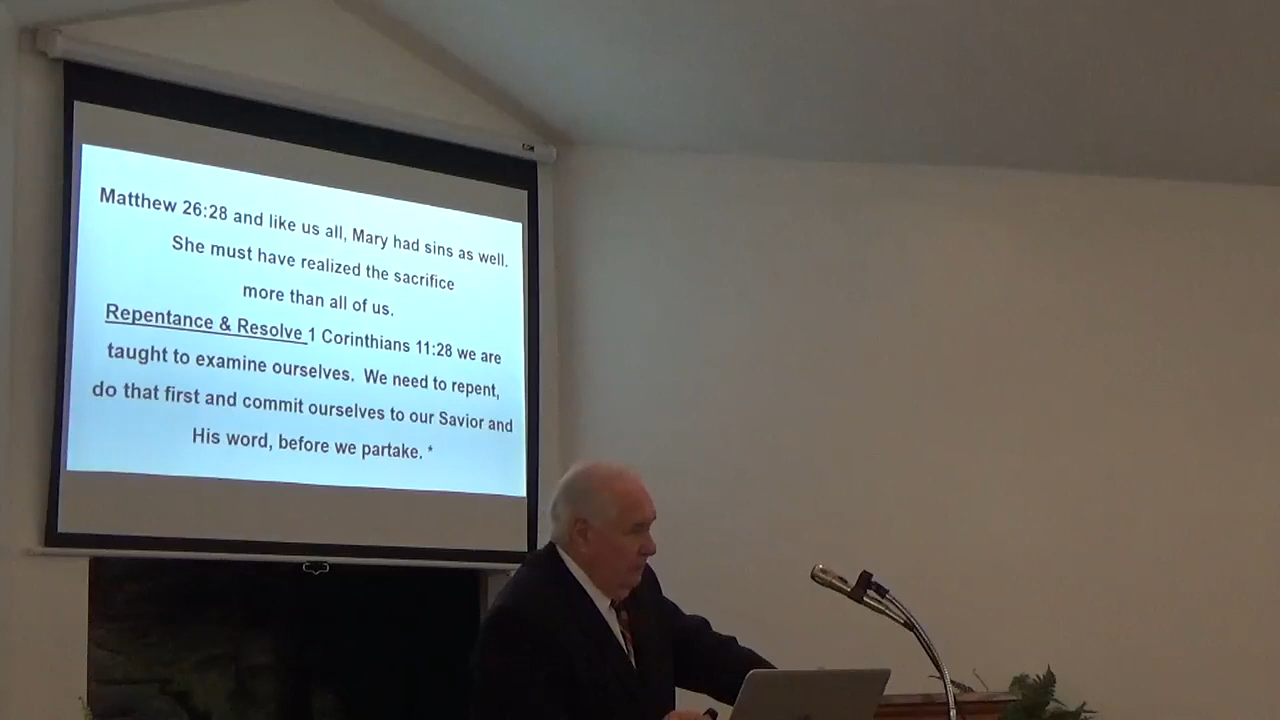 Matthew 26:28 and like us all, Mary had sins as well.
She must have realized the sacrifice
more than all of us.
Repentance & Resolve 1 Corinthians 11:28 we are
taught to examine ourselves.  We need to repent,
do that first and commit ourselves to our Savior and
His word, before we partake. *